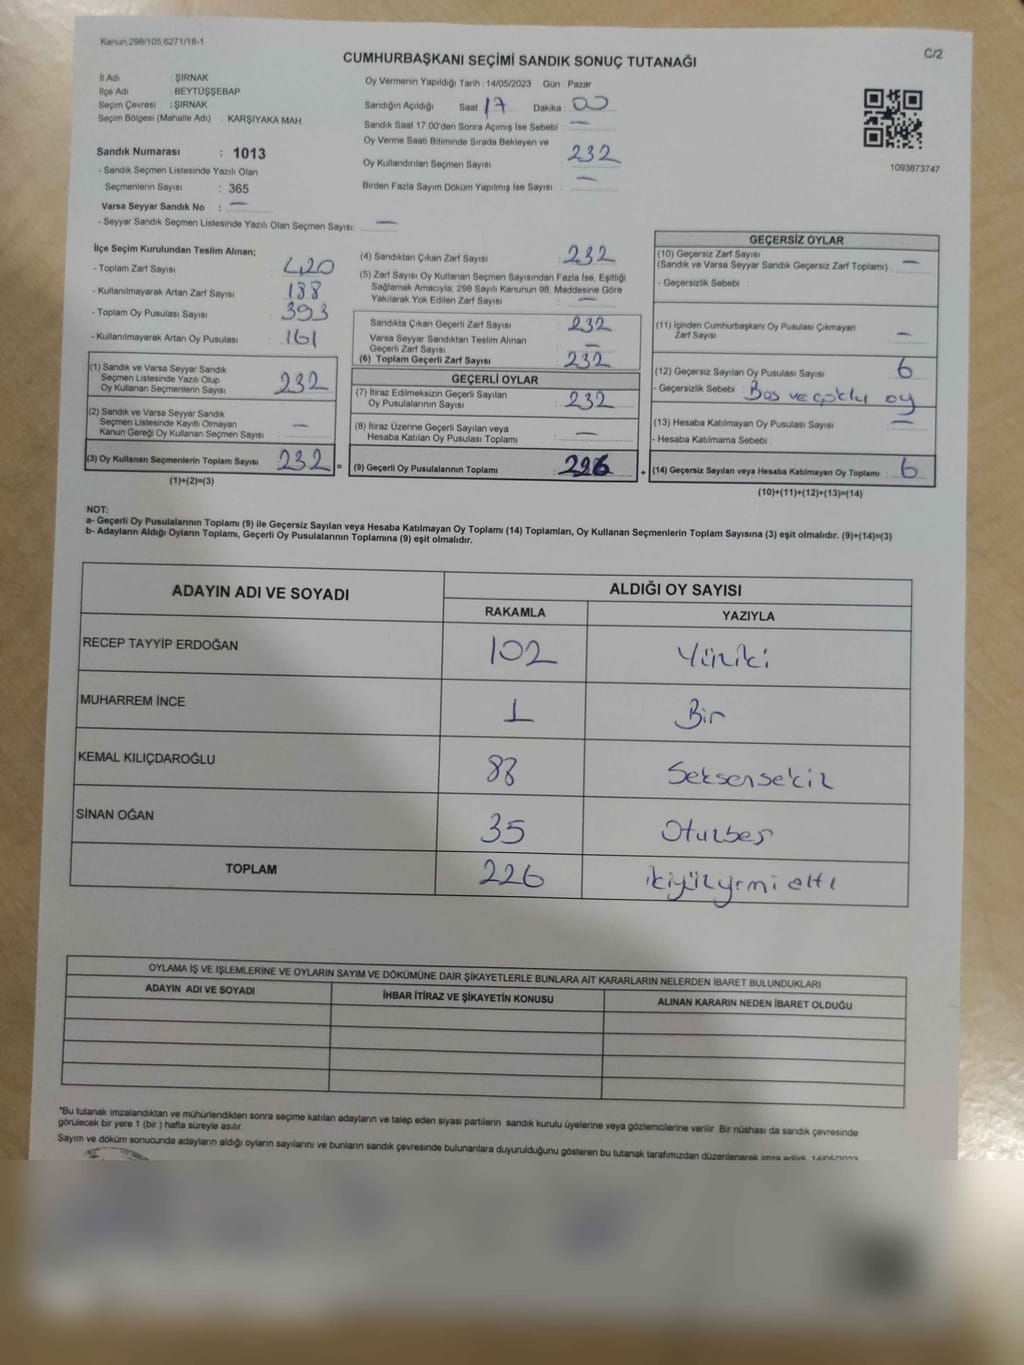 Kanun,298/105;6271/18-1
C/2
CUMHURBAŞKANI SEÇİMİ SANDIK SONUÇ TUTANAĞI
İl Adı : ŞIRNAK
İlçe Adı : BEYTÜŞŞEBAP
Seçim Çevresi : ŞIRNAK
Seçim Bölgesi (Mahalle Adı) : KARŞIYAKA MAH.
Sandık Numarası : 1013
- Sandık Seçmen Listesinde Yazılı Olan
Seçmenlerin Sayısı : 365
Varsa Seyyar Sandık No : —
- Seyyar Sandık Seçmen Listesinde Yazılı Olan Seçmen Sayısı: —
Oy Vermenin Yapıldığı Tarih : 14/05/2023 Gün : Pazar
Sandığın Açıldığı Saat 17 Dakika : 00
Sandık Saat 17:00'den Sonra Açımış İse Sebebi : —
Oy Verme Saati Bitiminde Sırada Bekleyen ve
Oy Kullandırılan Seçmen Sayısı 232
Birden Fazla Sayım Döküm Yapılmış İse Sayısı : —
1093873747
İlçe Seçim Kurulundan Teslim Alınan;
- Toplam Zarf Sayısı : 420
- Kullanılmayarak Artan Zarf Sayısı : 188
- Toplam Oy Pusulası Sayısı : 393
- Kullanılmayarak Artan Oy Pusulası : 161
(1) Sandık ve Varsa Seyyar Sandık
Seçmen Listesinde Yazılı Olup
Oy Kullanan Seçmenlerin Sayısı : 232
(2) Sandık ve Varsa Seyyar Sandık
Seçmen Listesinde Kayıtlı Olmayan
Kanun Gereği Oy Kullanan Seçmen Sayısı : —
(3) Oy Kullanan Seçmenlerin Toplam Sayısı : 232 =
(1)+(2)=(3)
(4) Sandıktan Çıkan Zarf Sayısı : 232
(5) Zarf Sayısı Oy Kullanan Seçmen Sayısından Fazla İse, Eşitliği
Sağlamak Amacıyla, 298 Sayılı Kanunun 98. Maddesine Göre
Yakılarak Yok Edilen Zarf Sayısı : —
Sandıkta Çıkan Geçerli Zarf Sayısı : 232
Varsa Seyyar Sandıktan Teslim Alınan
Geçerli Zarf Sayısı : —
(6) Toplam Geçerli Zarf Sayısı : 232
GEÇERLİ OYLAR
(7) İtiraz Edilmeksizin Geçerli Sayılan
Oy Pusulalarının Sayısı : 232
(8) İtiraz Üzerine Geçerli Sayılan veya
Hesaba Katılan Oy Pusulası Toplamı : —
(9) Geçerli Oy Pusulalarının Toplamı : 226 +
GEÇERSİZ OYLAR
(10) Geçersiz Zarf Sayısı
(Sandık ve Varsa Seyyar Sandık Geçersiz Zarf Toplamı) : —
- Geçersizlik Sebebi :
(11) İçinden Cumhurbaşkanı Oy Pusulası Çıkmayan
Zarf Sayısı : —
(12) Geçersiz Sayılan Oy Pusulası Sayısı : 6
- Geçersizlik Sebebi : Boş ve çoklu oy
(13) Hesaba Katılmayan Oy Pusulası Sayısı : —
- Hesaba Katılmama Sebebi :
(14) Geçersiz Sayılan veya Hesaba Katılmayan Oy Toplamı : 6
(10)+(11)+(12)+(13)=(14)
NOT:
a- Geçerli Oy Pusulalarının Toplamı (9) ile Geçersiz Sayılan veya Hesaba Katılmayan Oy Toplamı (14) Toplamları, Oy Kullanan Seçmenlerin Toplam Sayısına (3) eşit olmalıdır. (9)+(14)=(3)
b- Adayların Aldığı Oyların Toplamı, Geçerli Oy Pusulalarının Toplamına (9) eşit olmalıdır.
ADAYIN ADI VE SOYADI ALDIĞI OY SAYISI
RAKAMLA YAZIYLA
RECEP TAYYİP ERDOĞAN 102 Yüziki
MUHARREM İNCE 1 Bir
KEMAL KILIÇDAROĞLU 88 Seksensekiz
SİNAN OĞAN 35 Otuzbeş
TOPLAM 226 ikiyüzyirmi altı
OYLAMA İŞ VE İŞLEMLERİNE VE OYLARIN SAYIM VE DÖKÜMÜNE DAİR ŞİKAYETLERLE BUNLARA AİT KARARLARIN NELERDEN İBARET BULUNDUKLARI
ADAYIN ADI VE SOYADI İHBAR İTİRAZ VE ŞİKAYETİN KONUSU ALINAN KARARIN NEDEN İBARET OLDUĞU
*Bu tutanak imzalandıktan ve mühürlendikten sonra seçime katılan adayların ve talep eden siyasi partilerin sandık kurulu üyelerine veya gözlemcilerine verilir. Bir nüshası da sandık çevresinde
görülecek bir yere 1 (bir ) hafta süreyle asılır.
Sayım ve döküm sonucunda adayların aldığı oyların sayılarını ve bunların sandık çevresinde bulunanlara duyurulduğunu gösteren bu tutanak tarafımızdan düzenlenerek imza edildi. 14/05/2023